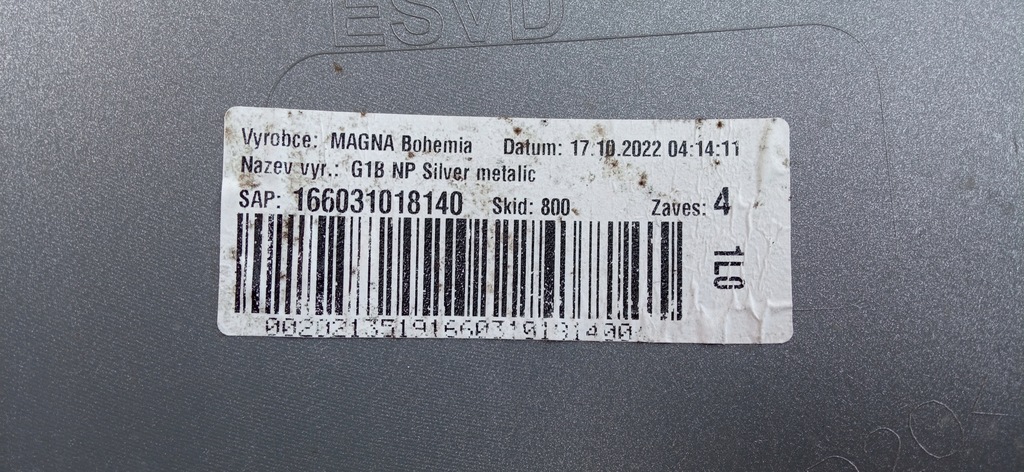 ESVD
Vyrobce: MAGNA Bohemia Datum: 17.10.2022 04:14:11
Nazev vyr.: G1B NP Silver metalic
SAP: 166031018140 Skid: 800 Zaves: 4
1L0